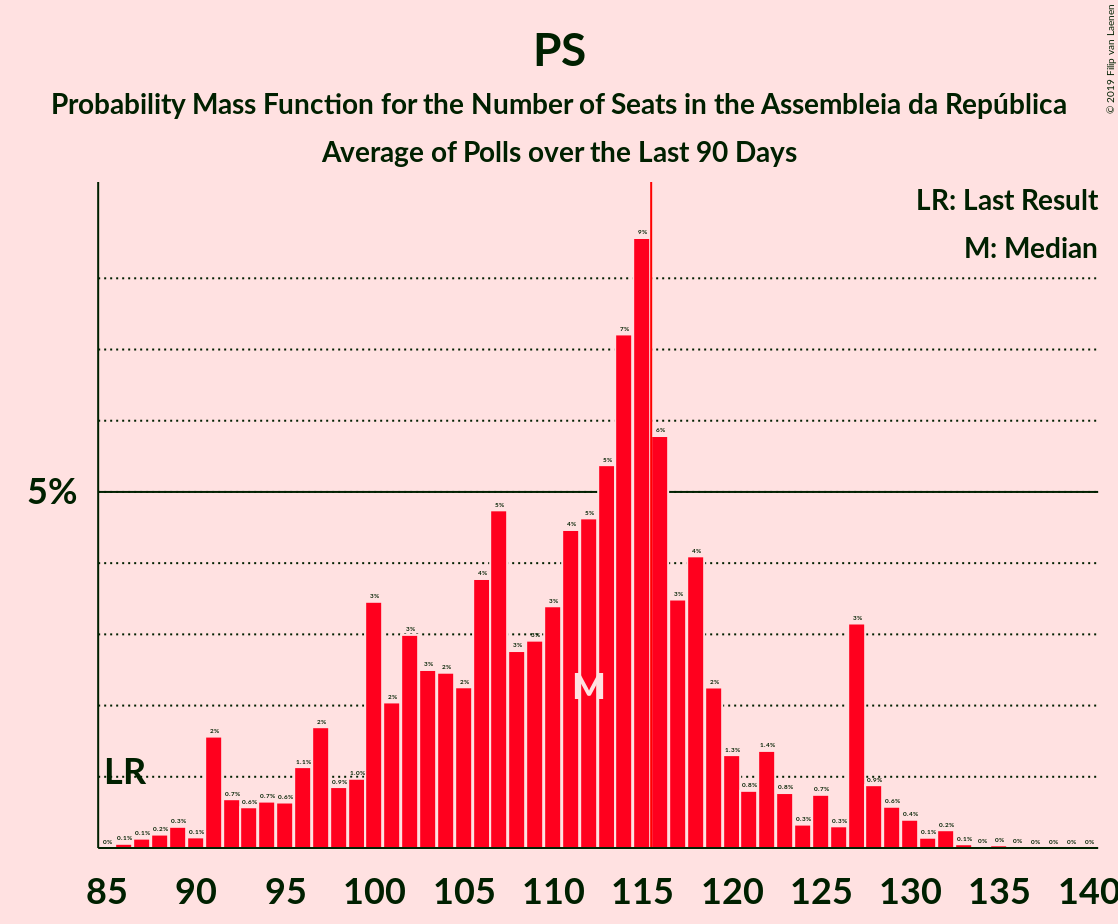 PS
Probability Mass Function for the Number of Seats in the Assembleia da República
Average of Polls over the Last 90 Days
© 2019 Filip van Laenen
LR: Last Result
M: Median
5%
LR
M
0% 0.1% 0.1% 0.2% 0.3% 0.1% 2% 0.7% 0.6% 0.7% 0.6% 1.1% 2% 0.9% 1.0% 3% 2% 3% 3% 2% 2% 4% 5% 3% 3% 3% 4% 5% 5% 7% 9% 6% 3% 4% 2% 1.3% 0.8% 1.4% 0.8% 0.3% 0.7% 0.3% 3% 0.9% 0.6% 0.4% 0.1% 0.2% 0.1% 0% 0% 0% 0% 0% 0% 0%
85 90 95 100 105 110 115 120 125 130 135 140